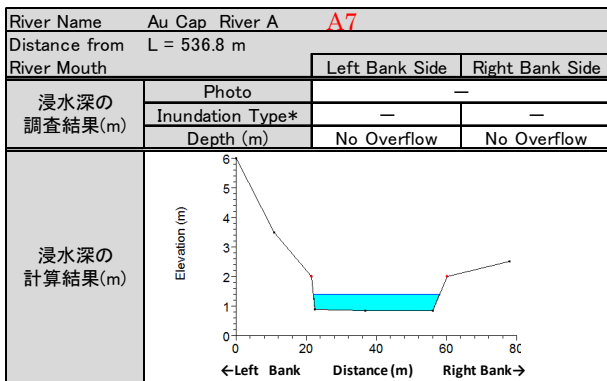 River Name Au Cap River A A7
Distance from L = 536.8 m
River Mouth Left Bank Side Right Bank Side
浸水深の
調査結果(m)
Photo —
Inundation Type* — —
Depth (m) No Overflow No Overflow
浸水深の
計算結果(m)
Elevation (m)
6
5
4
3
2
1
0
0 20 40 60 80
←Left Bank Distance (m) Right Bank→